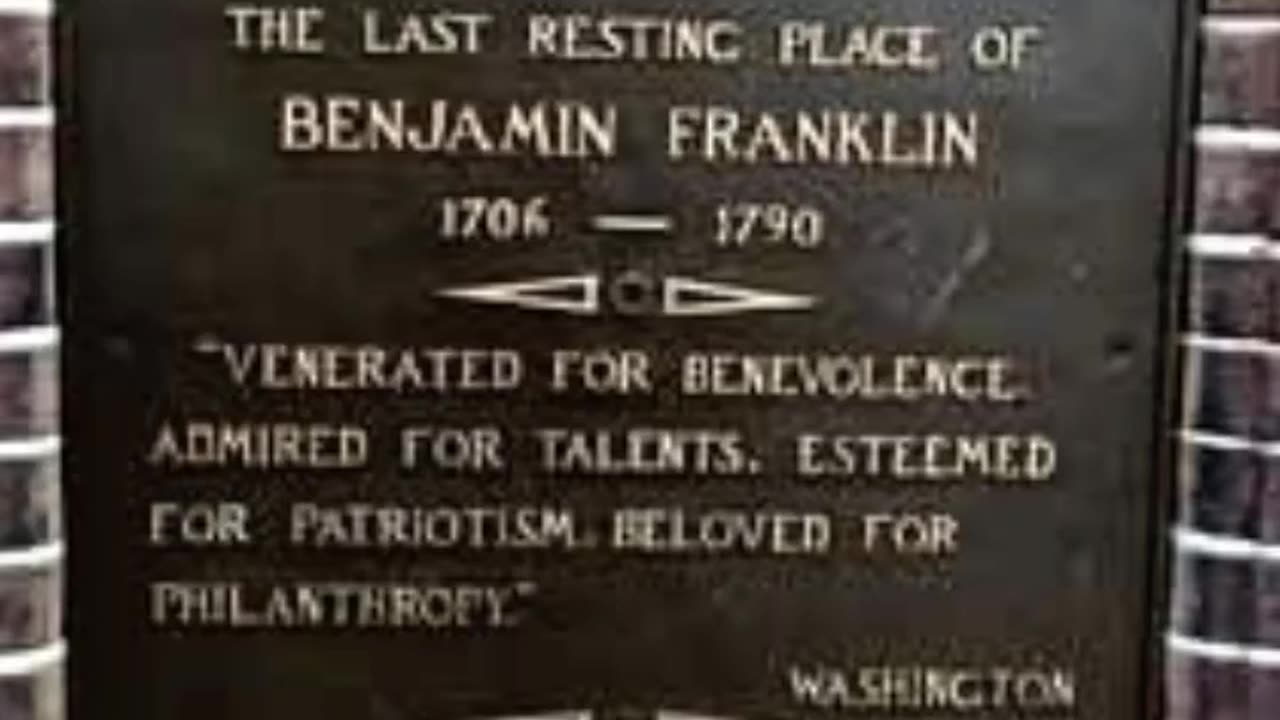 THE LAST RESTING PLACE OF
BENJAMIN FRANKLIN
1706 — 1790
"VENERATED FOR BENEVOLENCE,
ADMIRED FOR TALENTS, ESTEEMED
FOR PATRIOTISM, BELOVED FOR
PHILANTHROPY."
WASHINGTON